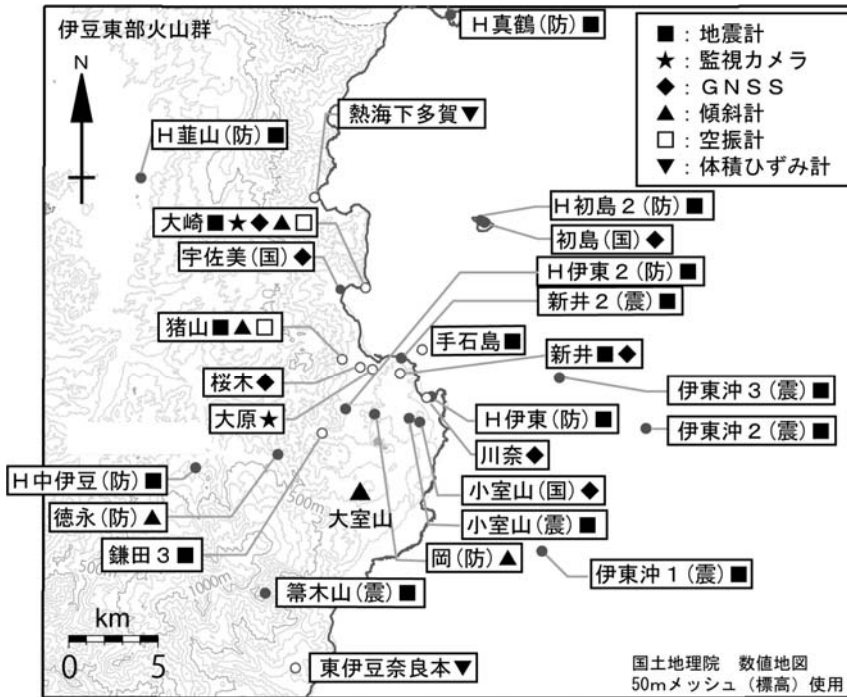 伊豆東部火山群
N
H真鶴(防)■
■：地震計
★：監視カメラ
◆：GNSS
▲：傾斜計
□：空振計
▼：体積ひずみ計
熱海下多賀▼
H韮山(防)■
H初島2(防)■
大崎■★◆▲□
初島(国)◆
宇佐美(国)◆
H伊東2(防)■
新井2(震)■
猪山■▲□
手石島■
新井■◆
桜木◆
伊東沖3(震)■
大原★
H伊東(防)■
伊東沖2(震)■
川奈◆
H中伊豆(防)■
小室山(国)◆
徳永(防)▲
500m
大室山
小室山(震)■
鎌田3■
岡(防)▲
500m
1000m
伊東沖1(震)■
箒木山(震)■
km
0 5
東伊豆奈良本▼
国土地理院 数値地図
50mメッシュ(標高)使用